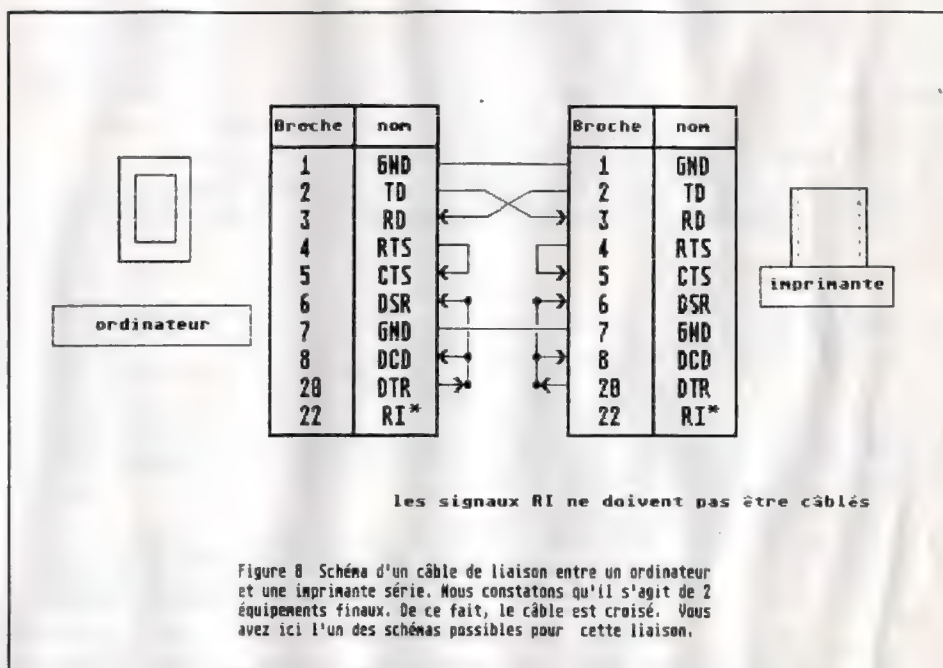 Broche nom
1 GND
2 TD
3 RD
4 RTS
5 CTS
6 DSR
7 GND
8 DCD
20 DTR
22 RI*
ordinateur
Broche nom
1 GND
2 TD
3 RD
4 RTS
5 CTS
6 DSR
7 GND
8 DCD
20 DTR
22 RI*
imprimante
les signaux RI ne doivent pas être câblés
Figure 8 Schéma d'un câble de liaison entre un ordinateur
et une imprimante série. Nous constatons qu'il s'agit de 2
équipements finaux. De ce fait, le câble est croisé. Vous
avez ici l'un des schémas possibles pour cette liaison.